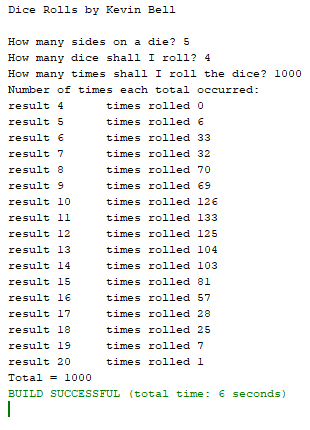 Dice Rolls by Kevin Bell
How many sides on a die? 5
How many dice shall I roll? 4
How many times shall I roll the dice? 1000
Number of times each total occurred:
result 4 times rolled 0
result 5 times rolled 6
result 6 times rolled 33
result 7 times rolled 32
result 8 times rolled 70
result 9 times rolled 69
result 10 times rolled 126
result 11 times rolled 133
result 12 times rolled 125
result 13 times rolled 104
result 14 times rolled 103
result 15 times rolled 81
result 16 times rolled 57
result 17 times rolled 28
result 18 times rolled 25
result 19 times rolled 7
result 20 times rolled 1
Total = 1000
BUILD SUCCESSFUL (total time: 6 seconds)